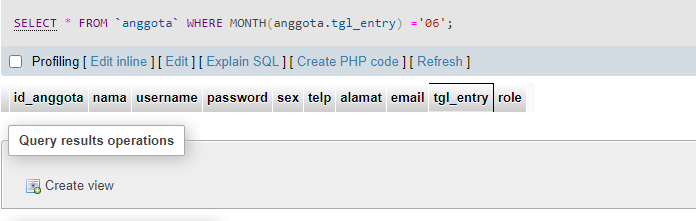 SELECT * FROM `anggota` WHERE MONTH(anggota.tgl_entry) ='06';
Profiling [ Edit inline ] [ Edit ] [ Explain SQL ] [ Create PHP code ] [ Refresh ]
id_anggota nama username password sex telp alamat email tgl_entry role
Query results operations
Create view